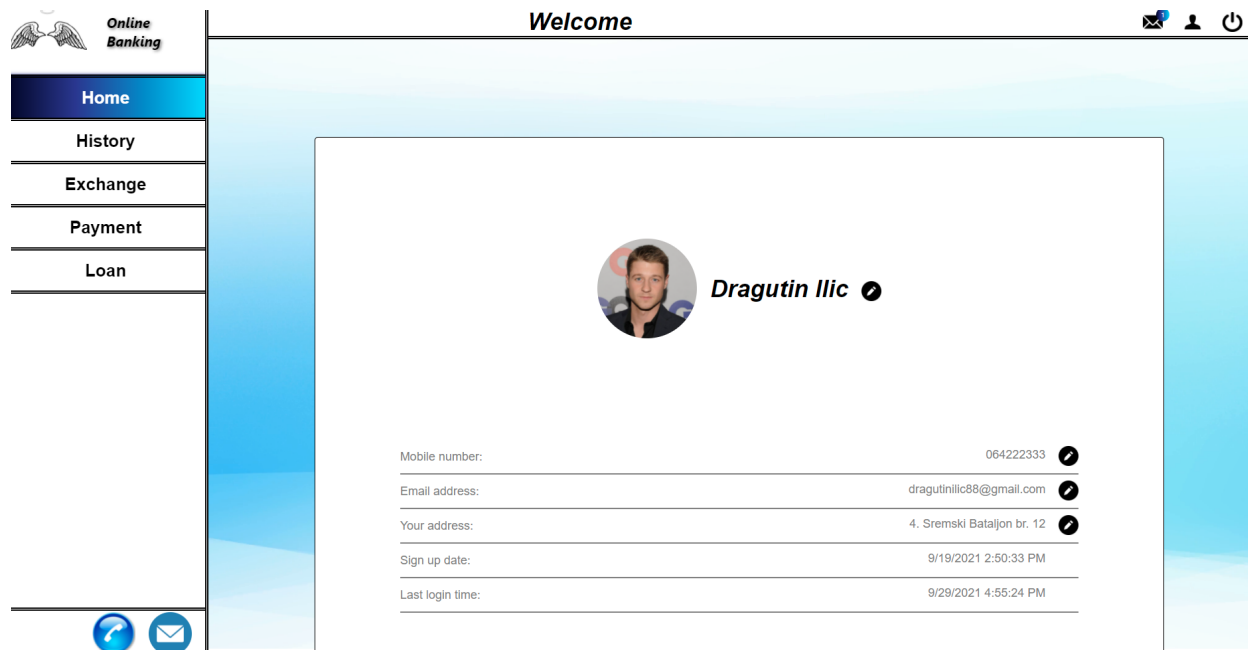 Online
Banking
Welcome
1
Home
History
Exchange
Payment
Loan
Dragutin Ilic
Mobile number: 064222333
Email address: dragutinilic88@gmail.com
Your address: 4. Sremski Bataljon br. 12
Sign up date: 9/19/2021 2:50:33 PM
Last login time: 9/29/2021 4:55:24 PM